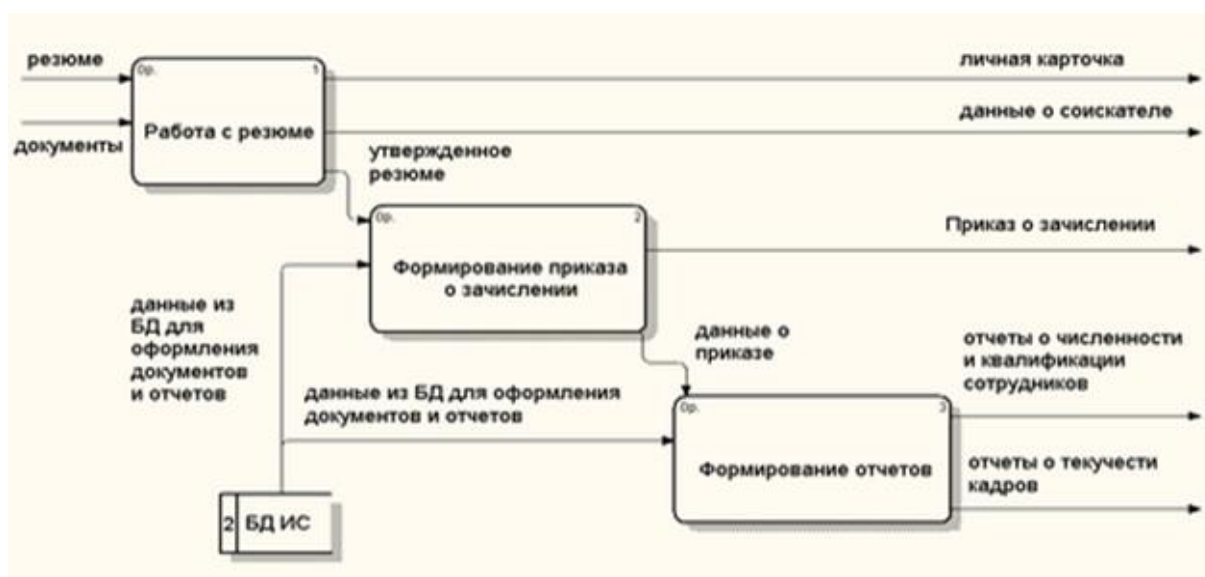 резюме
документы
0р.
1
Работа с резюме
личная карточка
данные о соискателе
утвержденное
резюме
0р.
2
Формирование приказа
о зачислении
Приказ о зачислении
данные из
БД для
оформления
документов
и отчетов
данные о
приказе
данные из БД для оформления
документов и отчетов
0р.
3
Формирование отчетов
отчеты о численности
и квалификации
сотрудников
отчеты о текучести
кадров
2
БД ИС